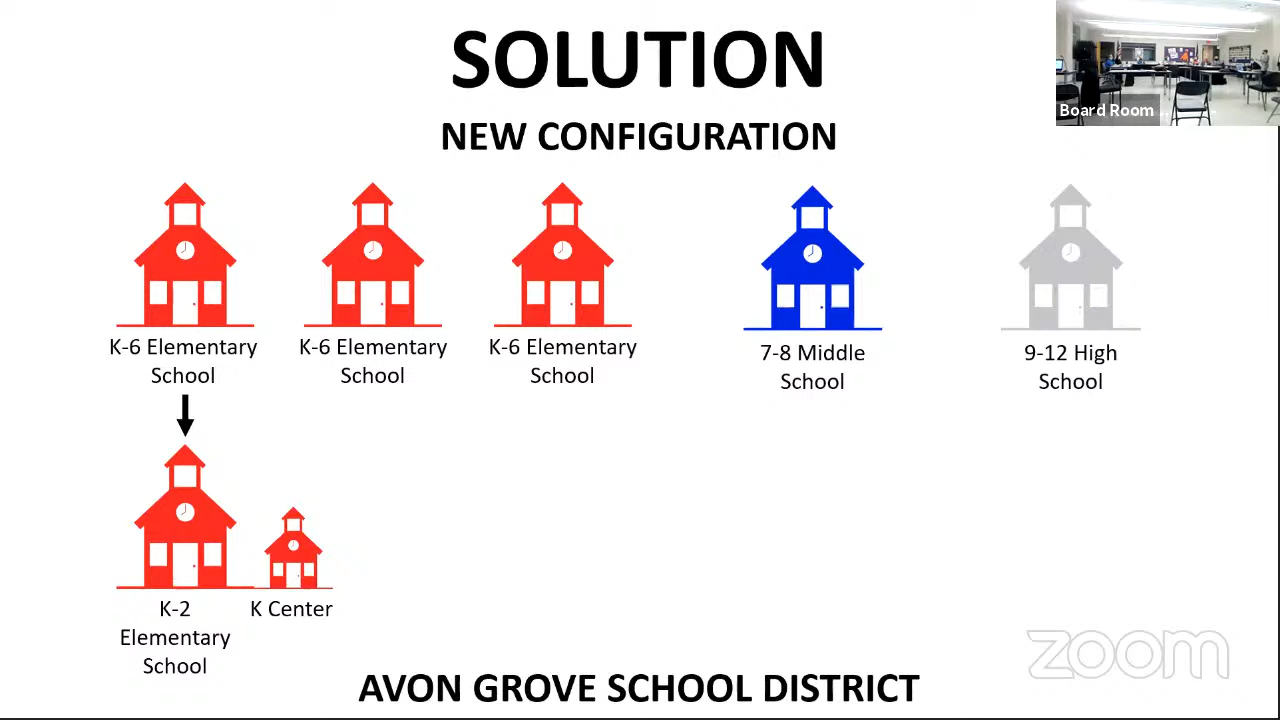 SOLUTION
NEW CONFIGURATION
Board Room ...
K-6 Elementary
School
K-6 Elementary
School
K-6 Elementary
School
7-8 Middle
School
9-12 High
School
K-2
Elementary
School
K Center
zoom
AVON GROVE SCHOOL DISTRICT